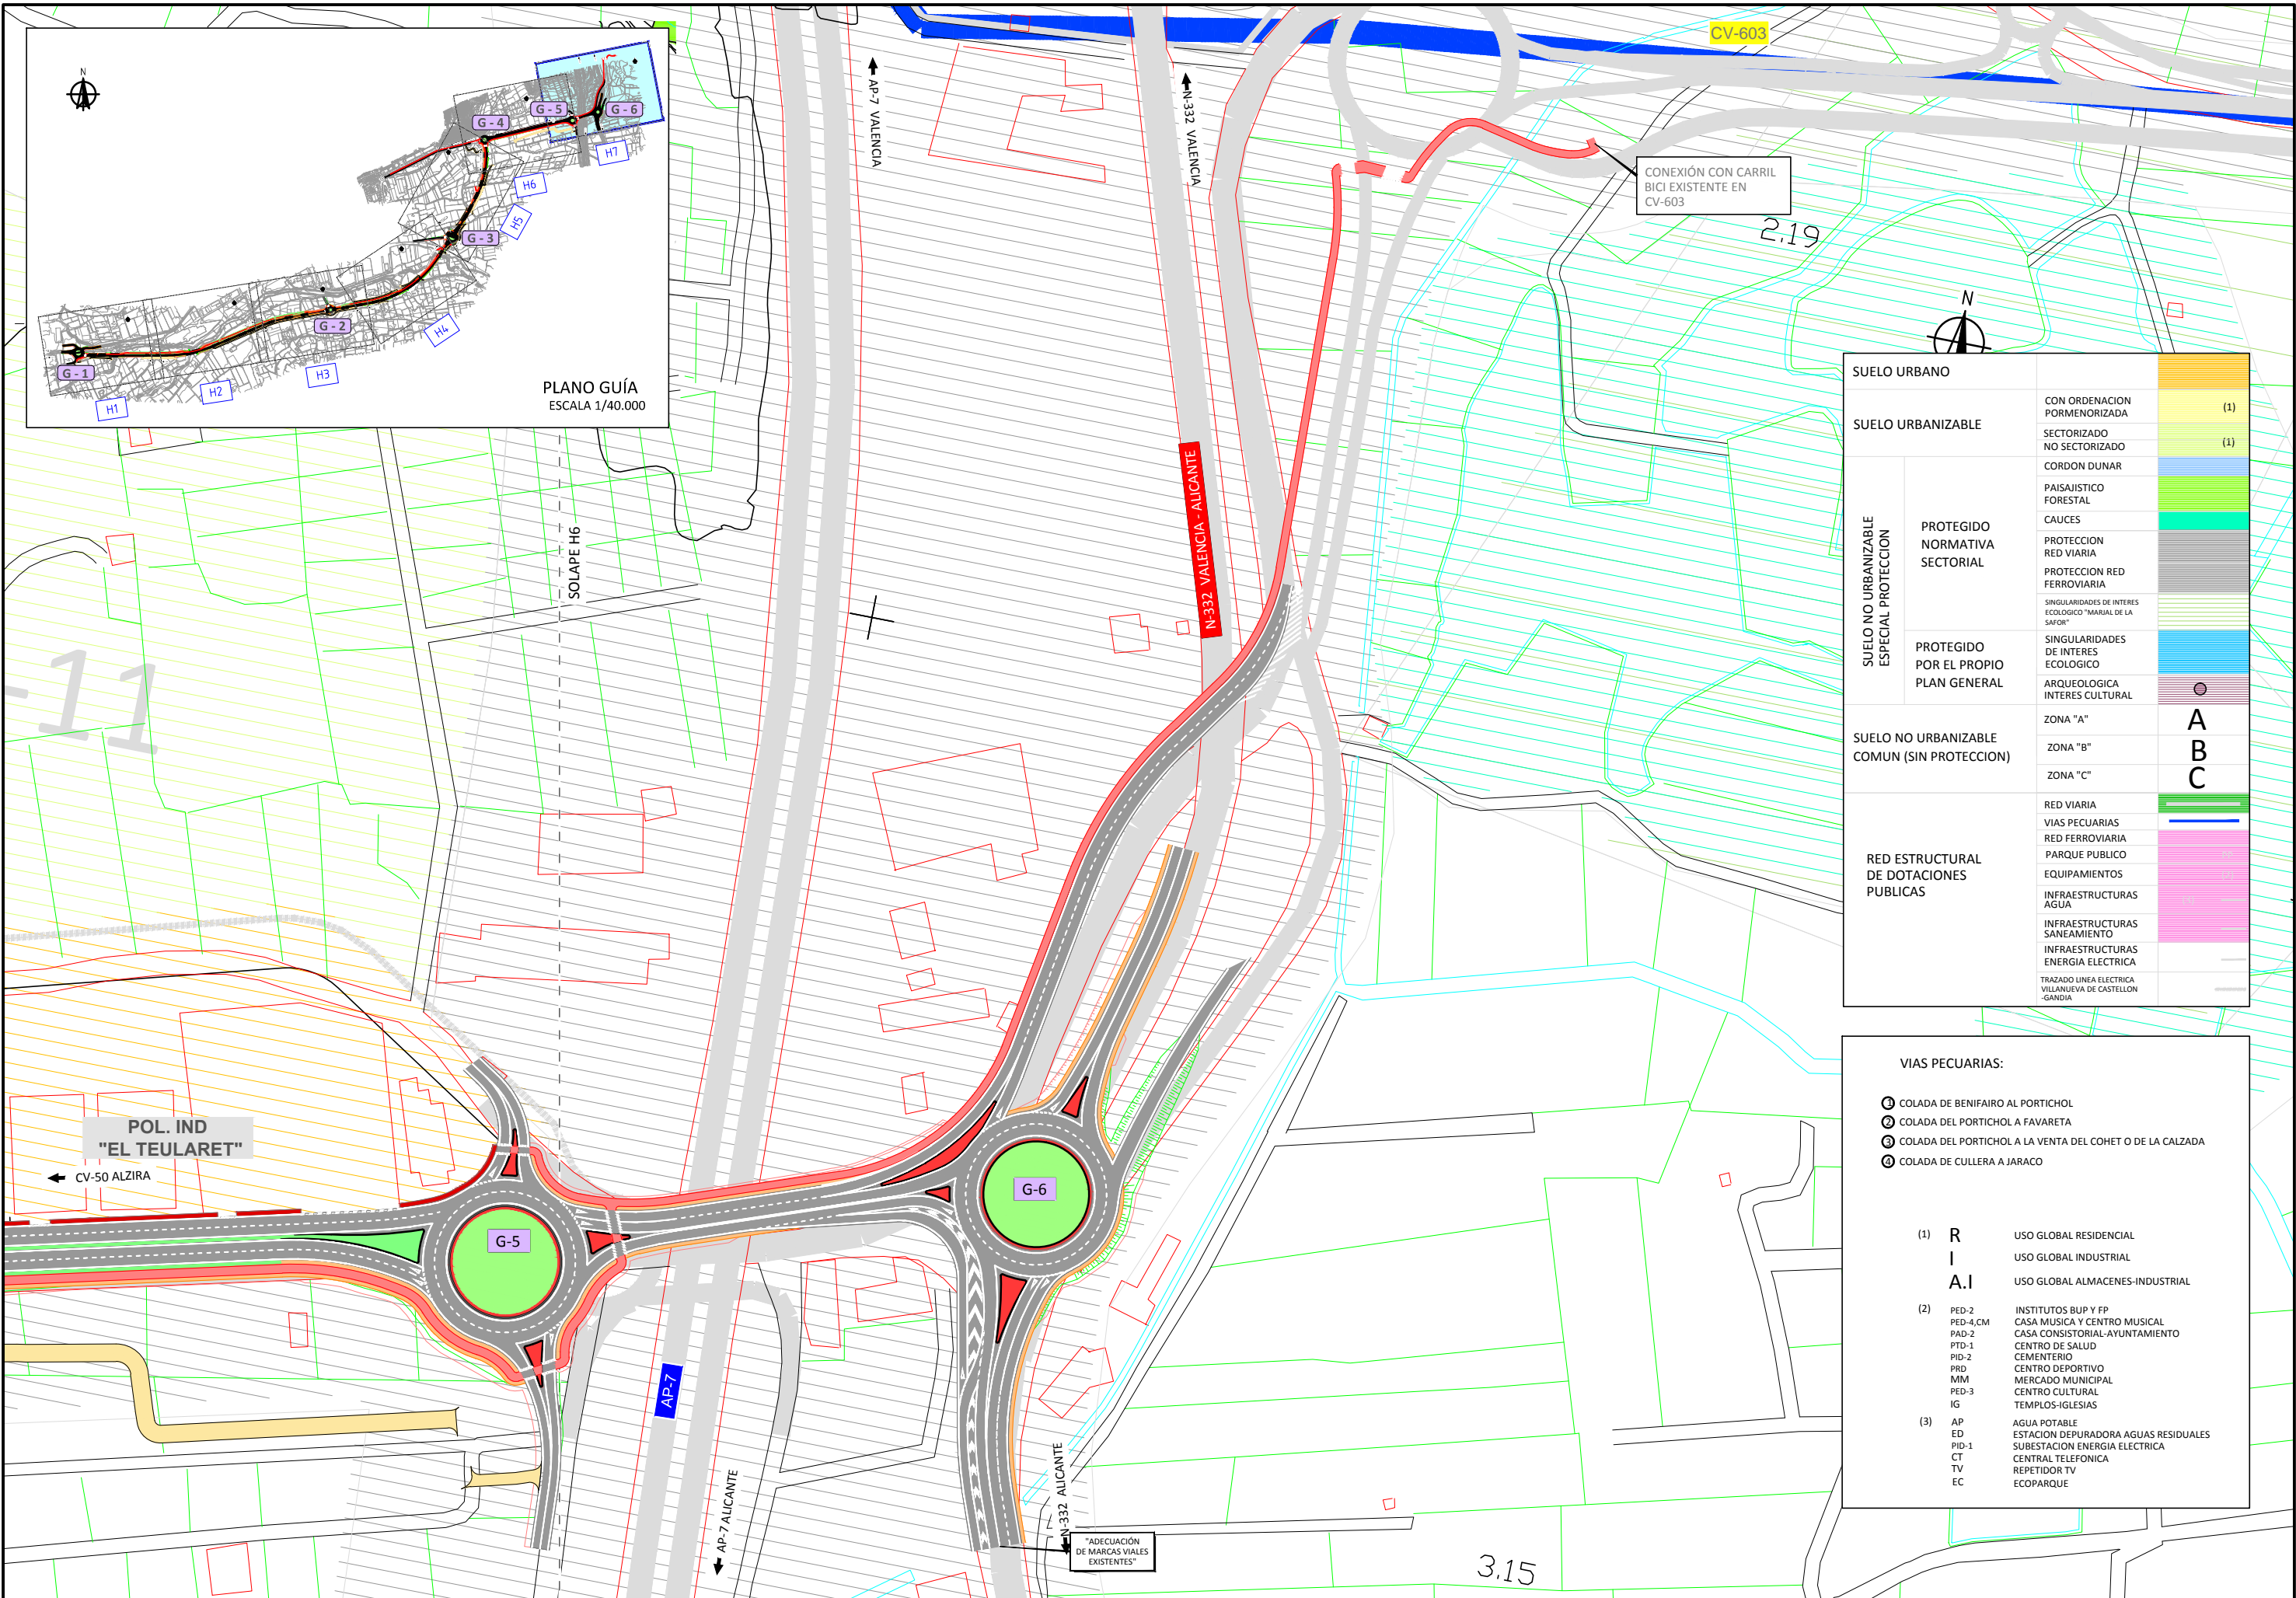 N
G - 1
G - 2
G - 3
G - 4
G - 5
G - 6
H1
H2
H3
H4
H5
H6
H7
PLANO GUÍA
ESCALA 1/40.000
AP-7 VALENCIA
N-332 VALENCIA
CV-603
CONEXIÓN CON CARRIL
BICI EXISTENTE EN
CV-603
2.19
N
SOLAPE H6
N-332 VALENCIA - ALICANTE
-11
POL. IND
"EL TEULARET"
CV-50 ALZIRA
G-5
G-6
AP-7
AP-7 ALICANTE
N-332 ALICANTE
"ADECUACIÓN
DE MARCAS VIALES
EXISTENTES"
3.15
SUELO URBANO
SUELO URBANIZABLE
CON ORDENACION
PORMENORIZADA
(1)
SECTORIZADO
NO SECTORIZADO
(1)
SUELO NO URBANIZABLE
ESPECIAL PROTECCION
PROTEGIDO
NORMATIVA
SECTORIAL
CORDON DUNAR
PAISAJISTICO
FORESTAL
CAUCES
PROTECCION
RED VIARIA
PROTECCION RED
FERROVIARIA
SINGULARIDADES DE INTERES
ECOLOGICO "MARJAL DE LA
SAFOR"
PROTEGIDO
POR EL PROPIO
PLAN GENERAL
SINGULARIDADES
DE INTERES
ECOLOGICO
ARQUEOLOGICA
INTERES CULTURAL
SUELO NO URBANIZABLE
COMUN (SIN PROTECCION)
ZONA "A" A
ZONA "B" B
ZONA "C" C
RED ESTRUCTURAL
DE DOTACIONES
PUBLICAS
RED VIARIA
VIAS PECUARIAS
RED FERROVIARIA
PARQUE PUBLICO
EQUIPAMIENTOS
INFRAESTRUCTURAS
AGUA
INFRAESTRUCTURAS
SANEAMIENTO
INFRAESTRUCTURAS
ENERGIA ELECTRICA
TRAZADO LINEA ELECTRICA
VILLANUEVA DE CASTELLON
-GANDIA
VIAS PECUARIAS:
1 COLADA DE BENIFAIRO AL PORTICHOL
2 COLADA DEL PORTICHOL A FAVARETA
3 COLADA DEL PORTICHOL A LA VENTA DEL COHET O DE LA CALZADA
4 COLADA DE CULLERA A JARACO
(1) R USO GLOBAL RESIDENCIAL
I USO GLOBAL INDUSTRIAL
A.I USO GLOBAL ALMACENES-INDUSTRIAL
(2) PED-2 INSTITUTOS BUP Y FP
PED-4,CM CASA MUSICA Y CENTRO MUSICAL
PAD-2 CASA CONSISTORIAL-AYUNTAMIENTO
PTD-1 CENTRO DE SALUD
PID-2 CEMENTERIO
PRD CENTRO DEPORTIVO
MM MERCADO MUNICIPAL
PED-3 CENTRO CULTURAL
IG TEMPLOS-IGLESIAS
(3) AP AGUA POTABLE
ED ESTACION DEPURADORA AGUAS RESIDUALES
PID-1 SUBESTACION ENERGIA ELECTRICA
CT CENTRAL TELEFONICA
TV REPETIDOR TV
EC ECOPARQUE